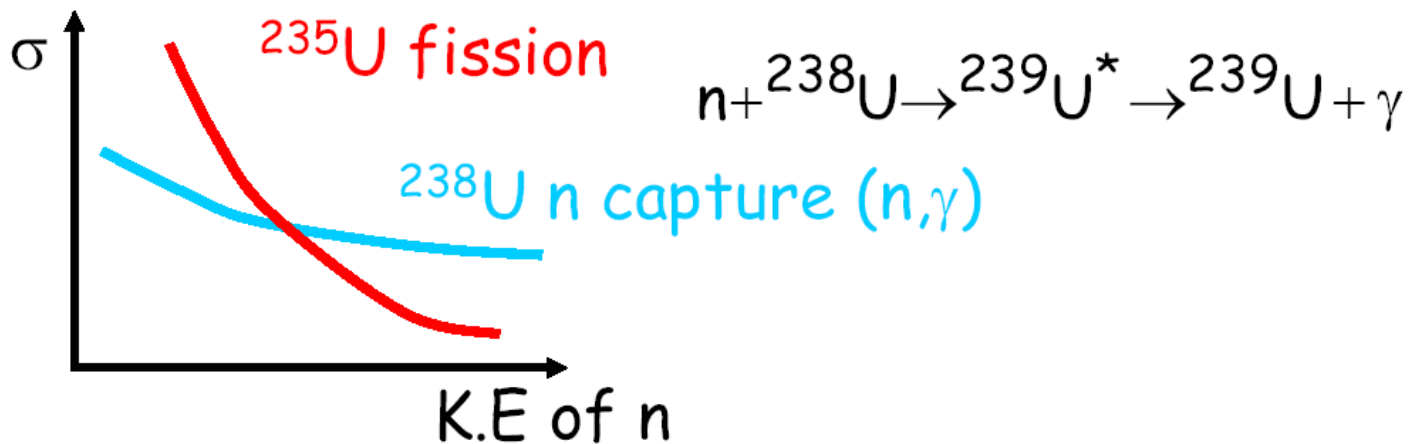 σ
²³⁵U fission
n+²³⁸U→²³⁹U*→²³⁹U+γ
²³⁸U n capture (n,γ)
K.E of n